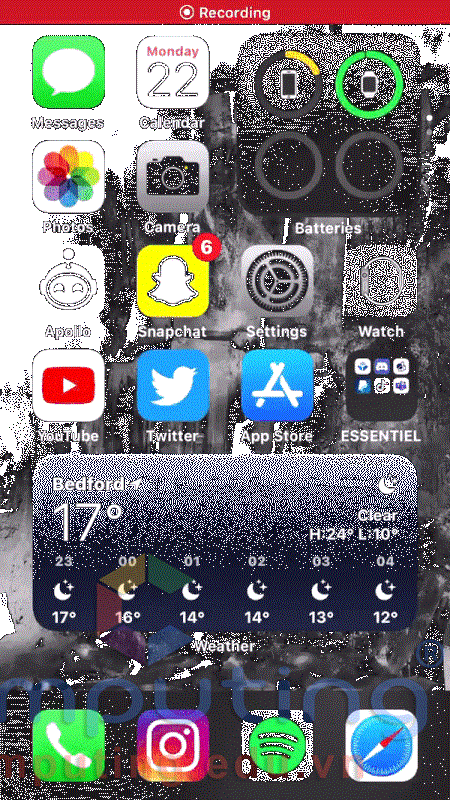 Recording
Monday
22
Messages
Calendar
Photos
Camera
Batteries
6
Apollo
Snapchat
Settings
Watch
YouTube
Twitter
App Store
ESSENTIEL
Bedford
17°
Clear
H:24° L:10°
23 00 01 02 03 04
17° 16° 14° 14° 13° 12°
Weather
mputing